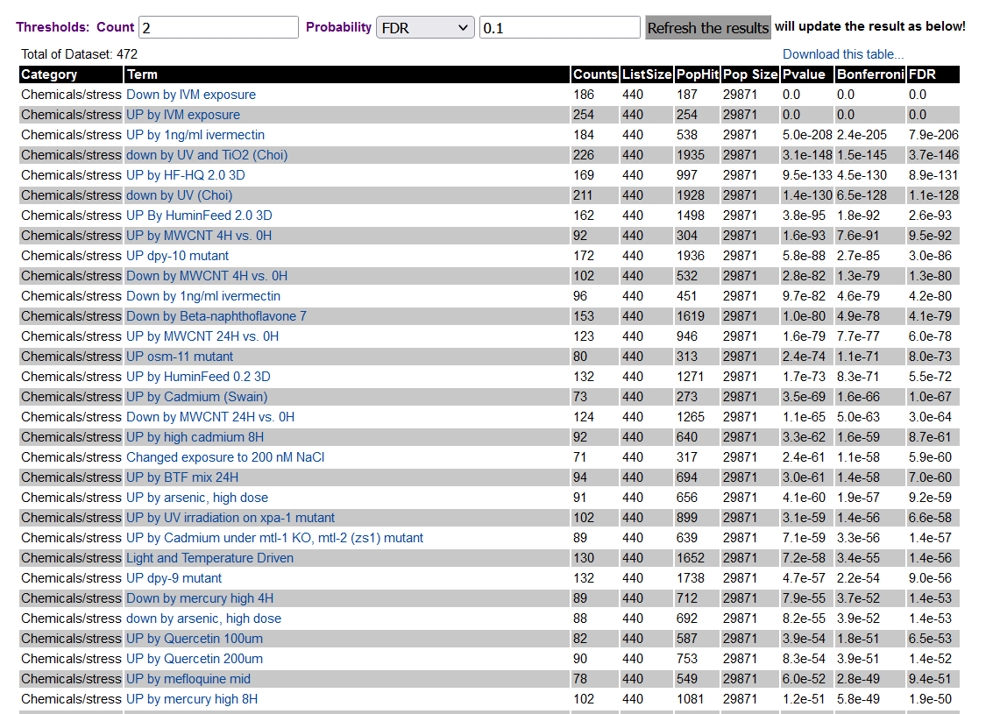 Thresholds: Count 2 Probability FDR 0.1 Refresh the results will update the result as below!
Total of Dataset: 472 Download this table...
Category Term Counts ListSize PopHit Pop Size Pvalue Bonferroni FDR
Chemicals/stress Down by IVM exposure 186 440 187 29871 0.0 0.0 0.0
Chemicals/stress UP by IVM exposure 254 440 254 29871 0.0 0.0 0.0
Chemicals/stress UP by 1ng/ml ivermectin 184 440 538 29871 5.0e-208 2.4e-205 7.9e-206
Chemicals/stress down by UV and TiO2 (Choi) 226 440 1935 29871 3.1e-148 1.5e-145 3.7e-146
Chemicals/stress UP by HF-HQ 2.0 3D 169 440 997 29871 9.5e-133 4.5e-130 8.9e-131
Chemicals/stress down by UV (Choi) 211 440 1928 29871 1.4e-130 6.5e-128 1.1e-128
Chemicals/stress UP By HuminFeed 2.0 3D 162 440 1498 29871 3.8e-95 1.8e-92 2.6e-93
Chemicals/stress UP by MWCNT 4H vs. 0H 92 440 304 29871 1.6e-93 7.6e-91 9.5e-92
Chemicals/stress UP dpy-10 mutant 172 440 1936 29871 5.8e-88 2.7e-85 3.0e-86
Chemicals/stress Down by MWCNT 4H vs. 0H 102 440 532 29871 2.8e-82 1.3e-79 1.3e-80
Chemicals/stress Down by 1ng/ml ivermectin 96 440 451 29871 9.7e-82 4.6e-79 4.2e-80
Chemicals/stress Down by Beta-naphthoflavone 7 153 440 1619 29871 1.0e-80 4.9e-78 4.1e-79
Chemicals/stress UP by MWCNT 24H vs. 0H 123 440 946 29871 1.6e-79 7.7e-77 6.0e-78
Chemicals/stress UP osm-11 mutant 80 440 313 29871 2.4e-74 1.1e-71 8.0e-73
Chemicals/stress UP by HuminFeed 0.2 3D 132 440 1271 29871 1.7e-73 8.3e-71 5.5e-72
Chemicals/stress UP by Cadmium (Swain) 73 440 273 29871 3.5e-69 1.6e-66 1.0e-67
Chemicals/stress Down by MWCNT 24H vs. 0H 124 440 1265 29871 1.1e-65 5.0e-63 3.0e-64
Chemicals/stress UP by high cadmium 8H 92 440 640 29871 3.3e-62 1.6e-59 8.7e-61
Chemicals/stress Changed exposure to 200 nM NaCl 71 440 317 29871 2.4e-61 1.1e-58 5.9e-60
Chemicals/stress UP by BTF mix 24H 94 440 694 29871 3.0e-61 1.4e-58 7.0e-60
Chemicals/stress UP by arsenic, high dose 91 440 656 29871 4.1e-60 1.9e-57 9.2e-59
Chemicals/stress UP by UV irradiation on xpa-1 mutant 102 440 899 29871 3.1e-59 1.4e-56 6.6e-58
Chemicals/stress UP by Cadmium under mtl-1 KO, mtl-2 (zs1) mutant 89 440 639 29871 7.1e-59 3.3e-56 1.4e-57
Chemicals/stress Light and Temperature Driven 130 440 1652 29871 7.2e-58 3.4e-55 1.4e-56
Chemicals/stress UP dpy-9 mutant 132 440 1738 29871 4.7e-57 2.2e-54 9.0e-56
Chemicals/stress Down by mercury high 4H 89 440 712 29871 7.9e-55 3.7e-52 1.4e-53
Chemicals/stress down by arsenic, high dose 88 440 692 29871 8.2e-55 3.9e-52 1.4e-53
Chemicals/stress UP by Quercetin 100um 82 440 587 29871 3.9e-54 1.8e-51 6.5e-53
Chemicals/stress UP by Quercetin 200um 90 440 753 29871 8.3e-54 3.9e-51 1.4e-52
Chemicals/stress UP by mefloquine mid 78 440 549 29871 6.0e-52 2.8e-49 9.4e-51
Chemicals/stress UP by mercury high 8H 102 440 1081 29871 1.2e-51 5.8e-49 1.9e-50